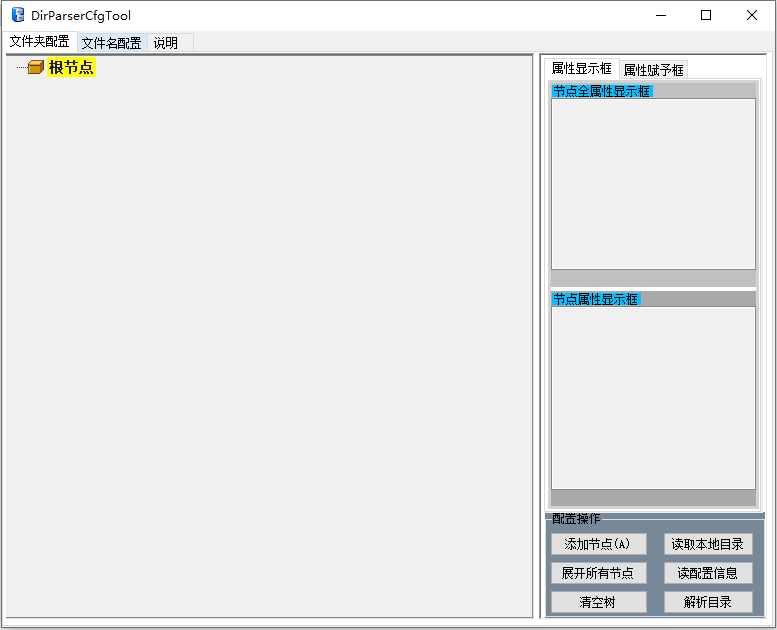 DirParserCfgTool
文件夹配置 文件名配置 说明
根节点
属性显示框 属性赋予框
节点全属性显示框
节点属性显示框
配置操作
添加节点(A) 读取本地目录
展开所有节点 读配置信息
清空树 解析目录